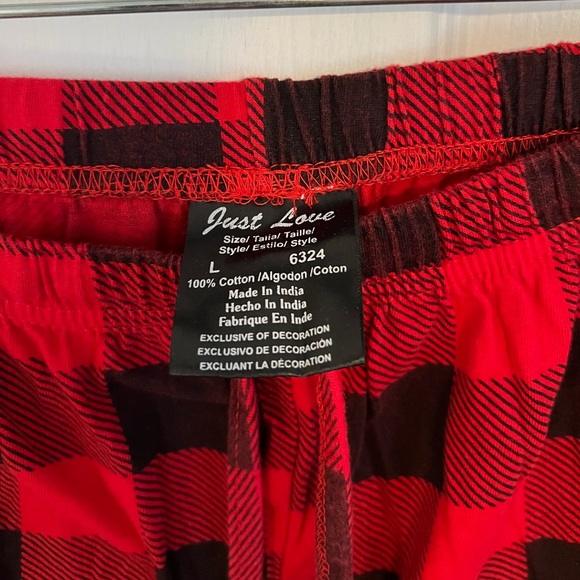 Just Love
Size/ Talla/ Taille/
Style/ Estilo/ Style
L 6324
100% Cotton /Algodon /Coton
Made In India
Hecho In India
Fabrique En Inde
EXCLUSIVE OF DECORATION
EXCLUSIVO DE DECORACIÓN
EXCLUANT LA DÉCORATION